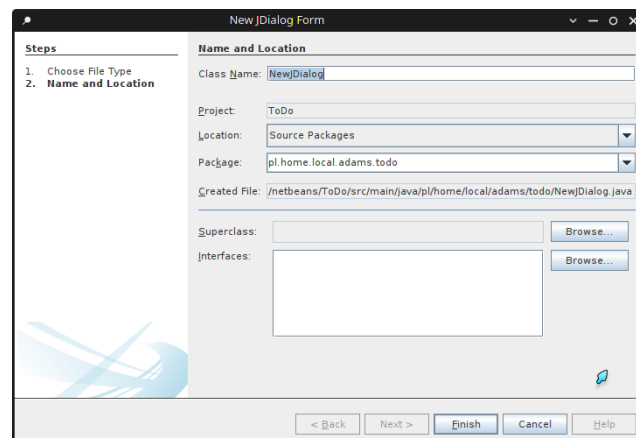 New JDialog Form
Steps
1. Choose File Type
2. Name and Location
Name and Location
Class Name: NewJDialog
Project: ToDo
Location: Source Packages
Package: pl.home.local.adams.todo
Created File: /netbeans/ToDo/src/main/java/pl/home/local/adams/todo/NewJDialog.java
Superclass: Browse...
Interfaces: Browse...
< Back Next > Finish Cancel Help